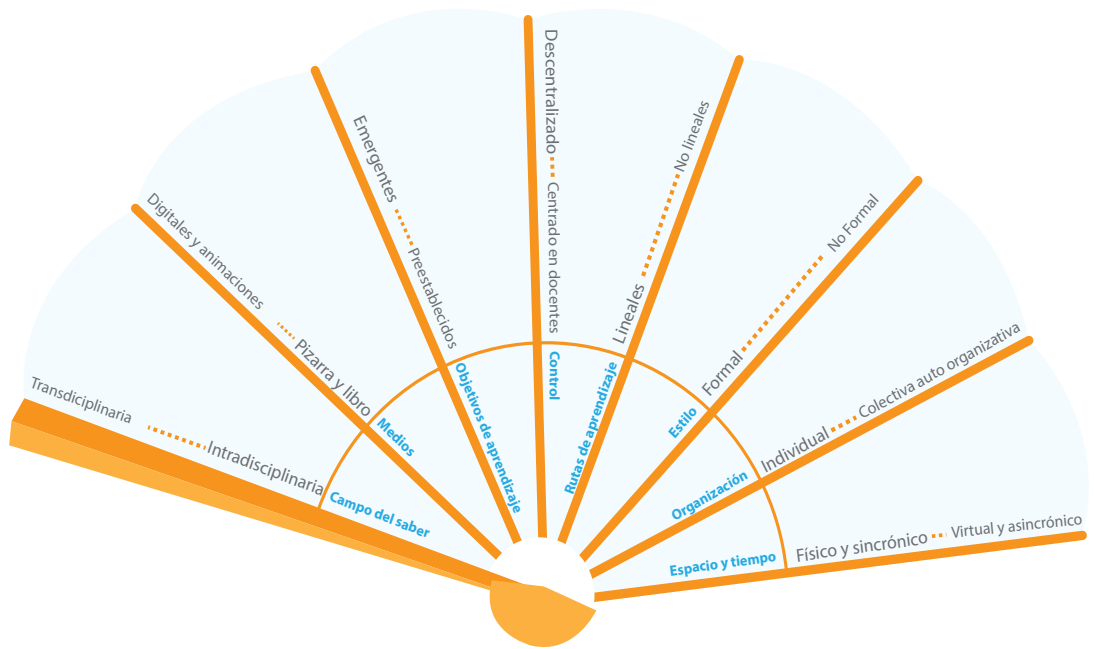 Transdiciplinaria
Intradisciplinaria
Campo del saber
Digitales y animaciones
Pizarra y libro
Medios
Emergentes
Preestablecidos
Objetivos de aprendizaje
Descentralizado
Centrado en docentes
Control
No lineales
Lineales
Rutas de aprendizaje
No Formal
Formal
Estilo
Colectiva auto organizativa
Individual
Organización
Virtual y asincrónico
Físico y sincrónico
Espacio y tiempo